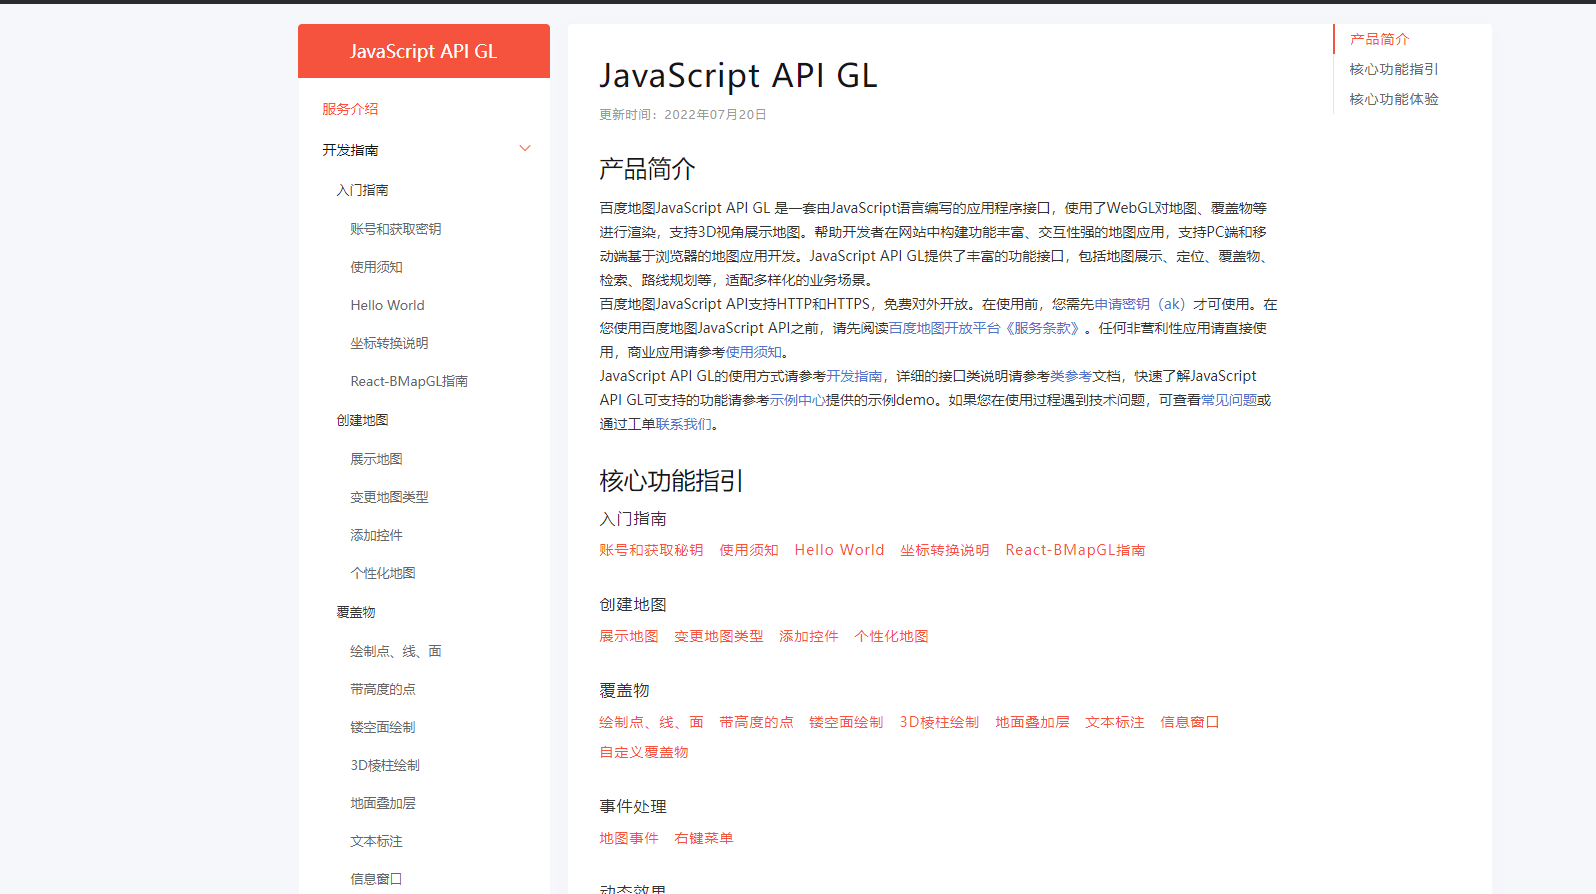 JavaScript API GL
服务介绍
开发指南
入门指南
账号和获取密钥
使用须知
Hello World
坐标转换说明
React-BMapGL指南
创建地图
展示地图
变更地图类型
添加控件
个性化地图
覆盖物
绘制点、线、面
带高度的点
镂空面绘制
3D棱柱绘制
地面叠加层
文本标注
信息窗口
JavaScript API GL
更新时间：2022年07月20日
产品简介
百度地图JavaScript API GL 是一套由JavaScript语言编写的应用程序接口，使用了WebGL对地图、覆盖物等
进行渲染，支持3D视角展示地图。帮助开发者在网站中构建功能丰富、交互性强的地图应用，支持PC端和移
动端基于浏览器的地图应用开发。JavaScript API GL提供了丰富的功能接口，包括地图展示、定位、覆盖物、
检索、路线规划等，适配多样化的业务场景。
百度地图JavaScript API支持HTTP和HTTPS，免费对外开放。在使用前，您需先申请密钥（ak）才可使用。在
您使用百度地图JavaScript API之前，请先阅读百度地图开放平台《服务条款》。任何非营利性应用请直接使
用，商业应用请参考使用须知。
JavaScript API GL的使用方式请参考开发指南，详细的接口类说明请参考类参考文档，快速了解JavaScript
API GL可支持的功能请参考示例中心提供的示例demo。如果您在使用过程遇到技术问题，可查看常见问题或
通过工单联系我们。
核心功能指引
入门指南
账号和获取秘钥 使用须知 Hello World 坐标转换说明 React-BMapGL指南
创建地图
展示地图 变更地图类型 添加控件 个性化地图
覆盖物
绘制点、线、面 带高度的点 镂空面绘制 3D棱柱绘制 地面叠加层 文本标注 信息窗口
自定义覆盖物
事件处理
地图事件 右键菜单
动态效果
产品简介
核心功能指引
核心功能体验